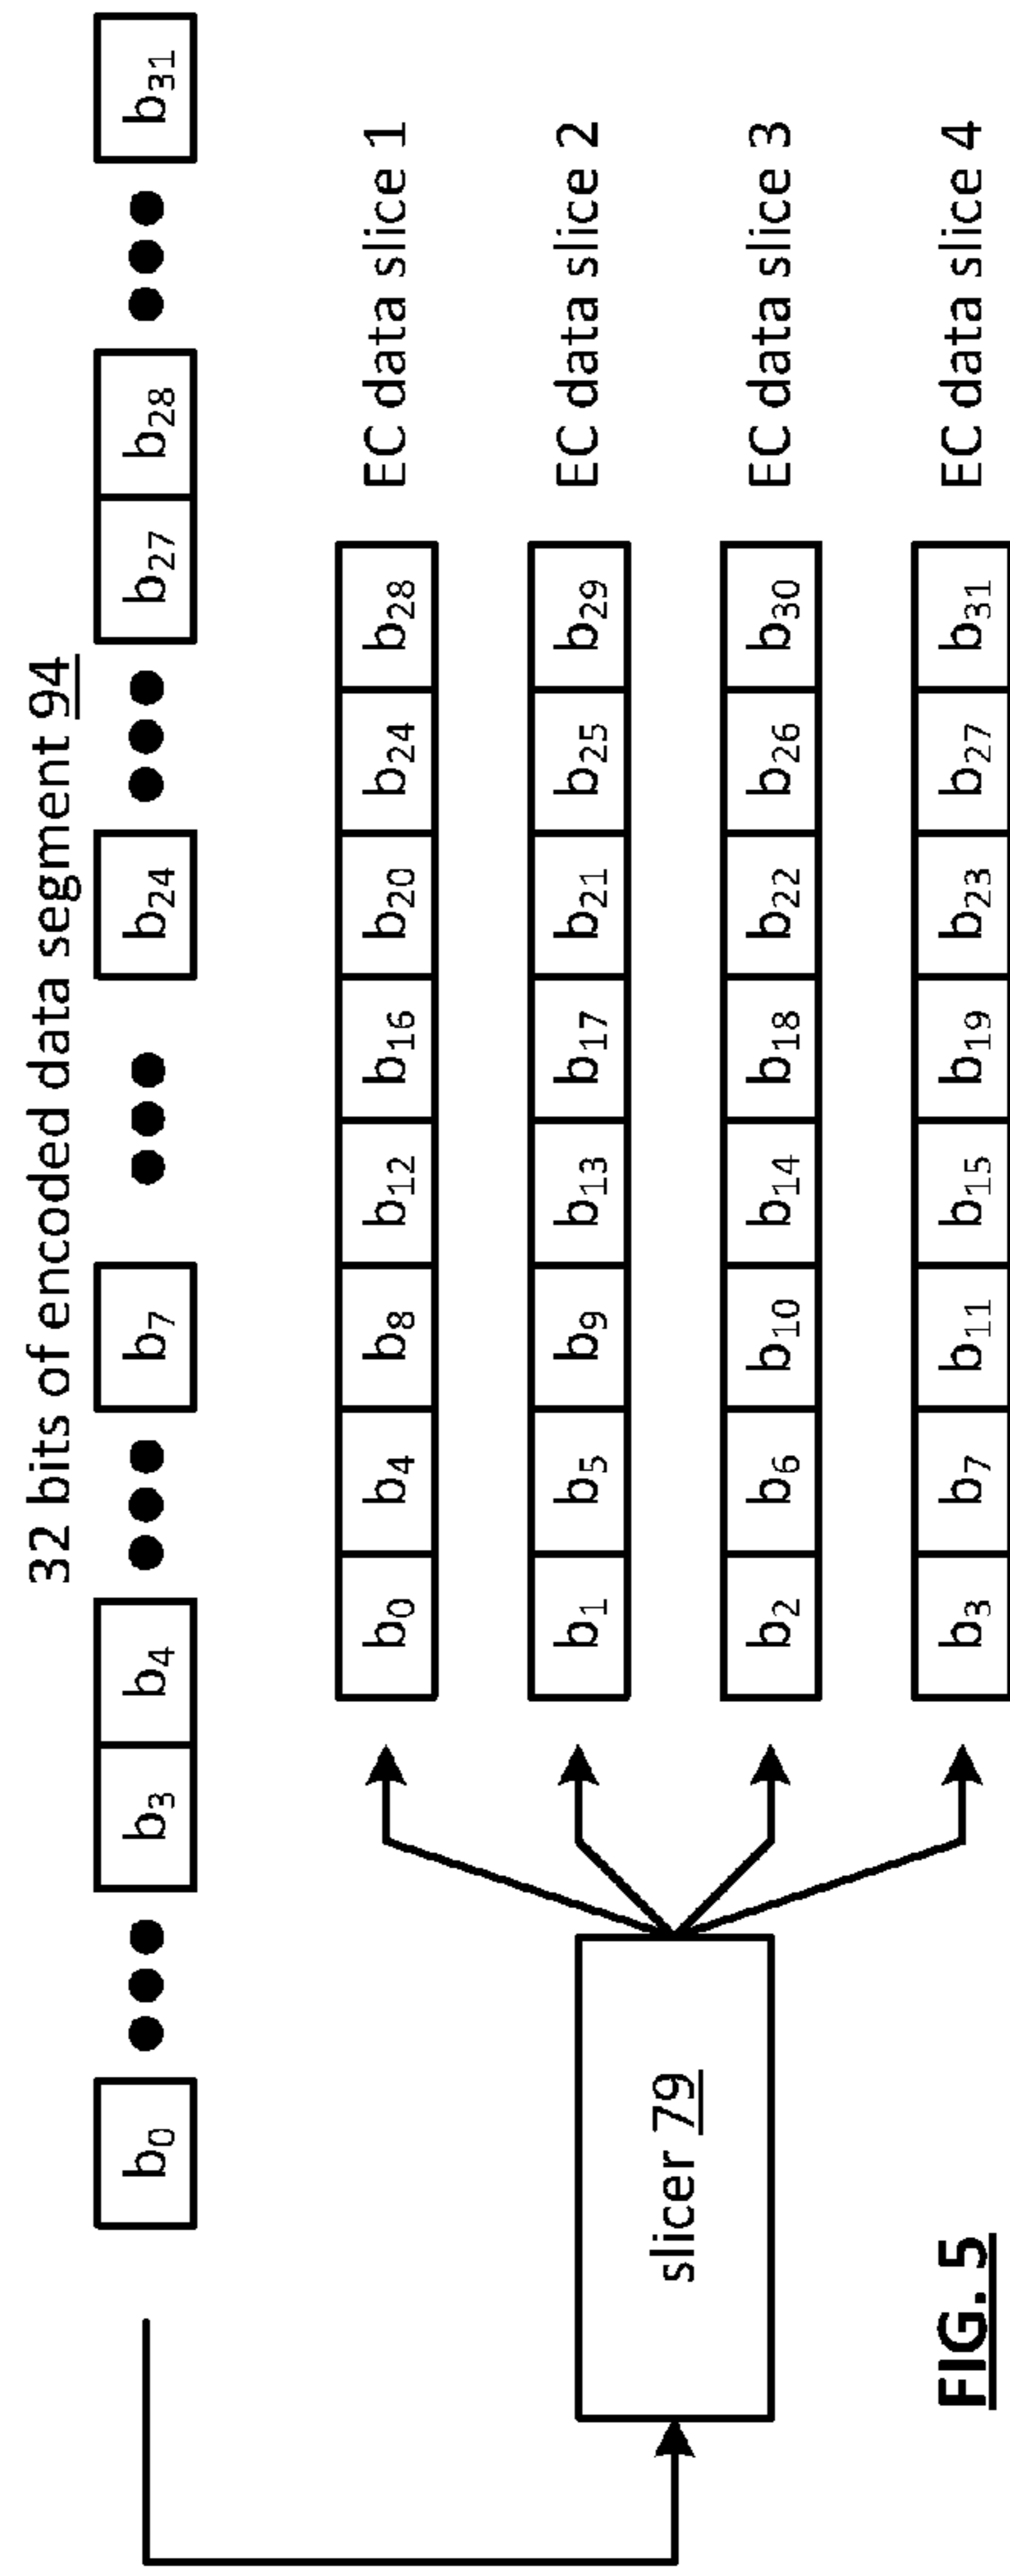 32 bits of encoded data segment 94
b0 b3 b4 b7 b24 b27 b28 b31
b0 b4 b8 b12 b16 b20 b24 b28 EC data slice 1
b1 b5 b9 b13 b17 b21 b25 b29 EC data slice 2
slicer 79
b2 b6 b10 b14 b18 b22 b26 b30 EC data slice 3
b3 b7 b11 b15 b19 b23 b27 b31 EC data slice 4
FIG. 5